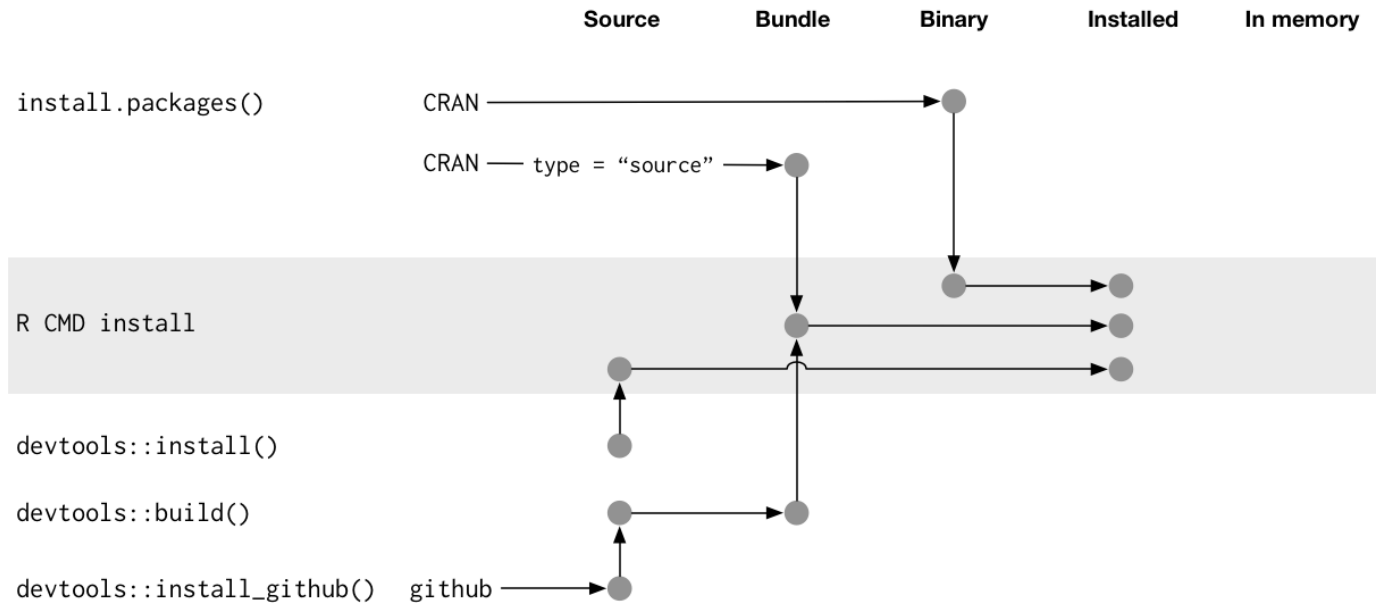 Source Bundle Binary Installed In memory
install.packages() CRAN
CRAN type = “source”
R CMD install
devtools::install()
devtools::build()
devtools::install_github() github